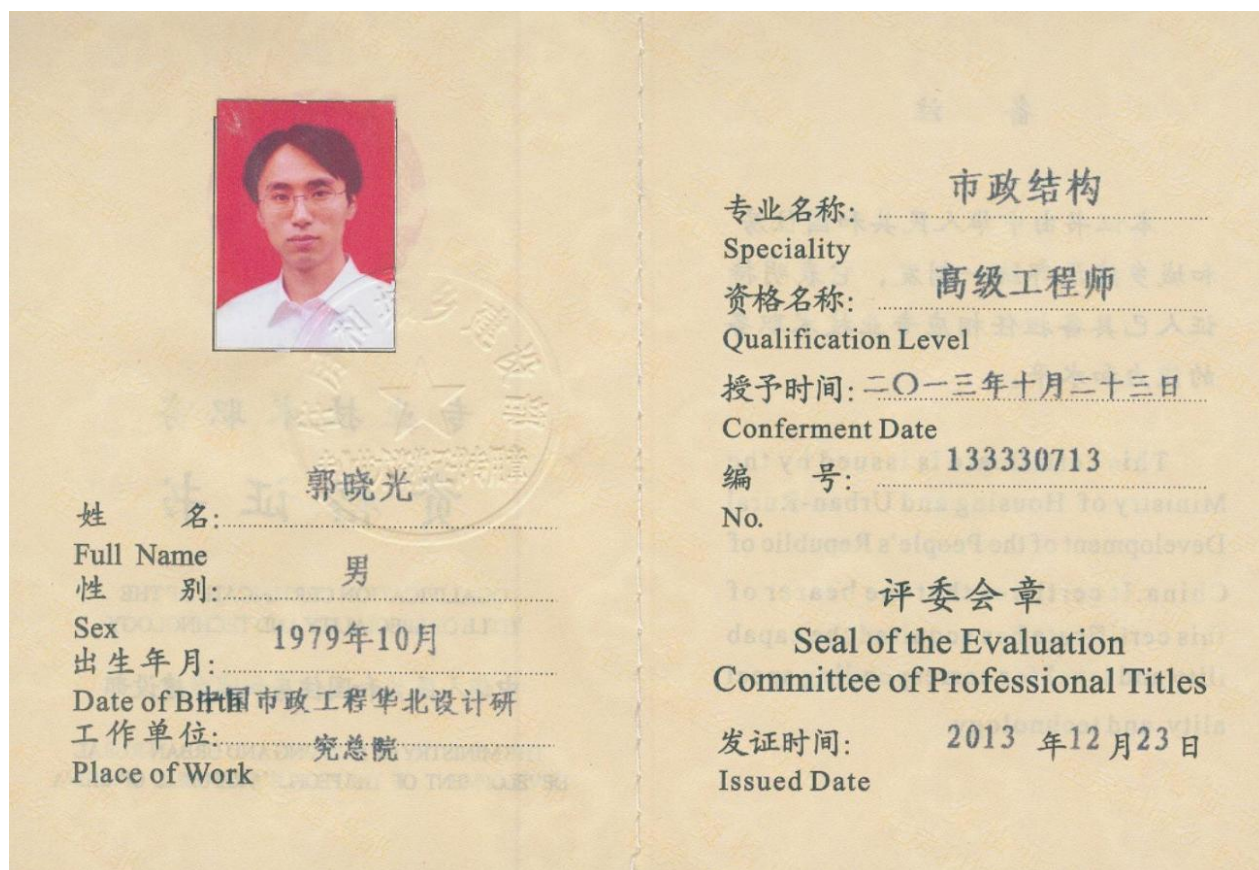 郭晓光
姓 名:
Full Name
男
性 别:
Sex
1979年10月
出生年月:
Date of Birth
中国市政工程华北设计研
工作单位:
究总院
Place of Work
市政结构
专业名称:
Speciality
高级工程师
资格名称:
Qualification Level
授予时间: 二〇一三年十月三十三日
Conferment Date
133330713
编 号:
No.
评委会章
Seal of the Evaluation
Committee of Professional Titles
发证时间: 2013 年12月23日
Issued Date